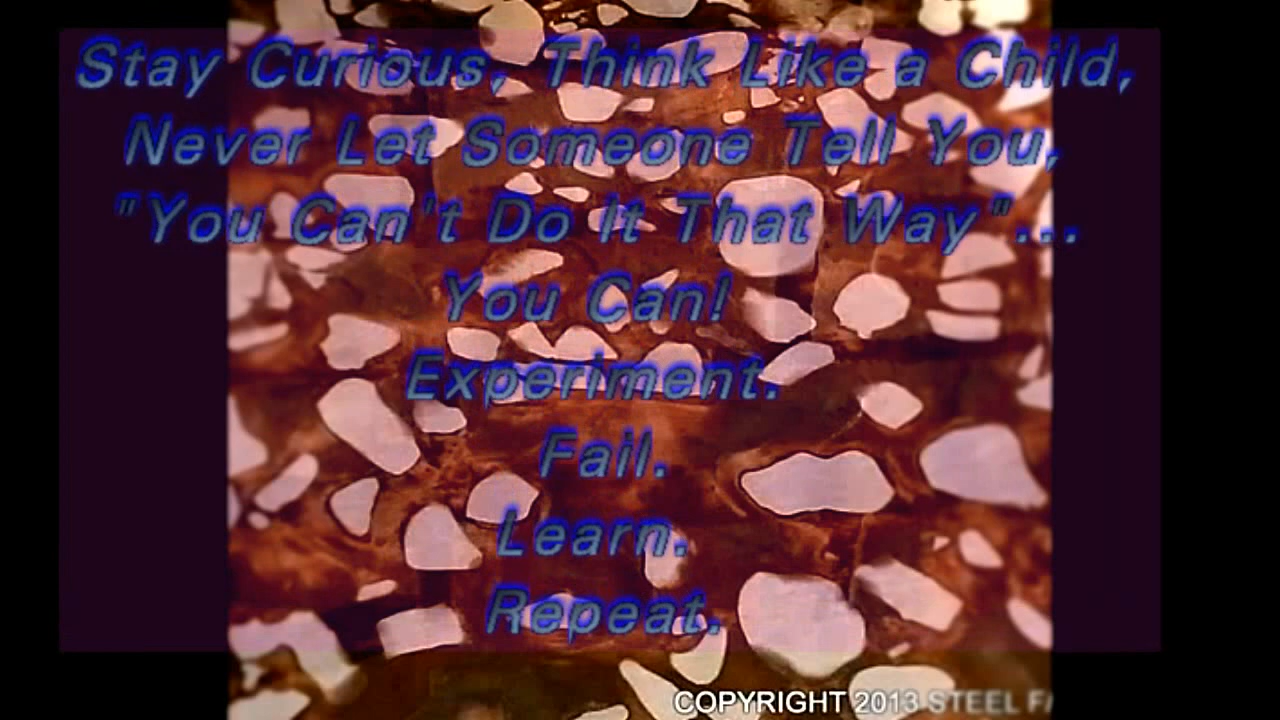 Stay Curious, Think Like a Child,
Never Let Someone Tell You,
"You Can't Do It That Way"...
You Can!
Experiment.
Fail.
Learn.
Repeat.
COPYRIGHT 2013 STEEL